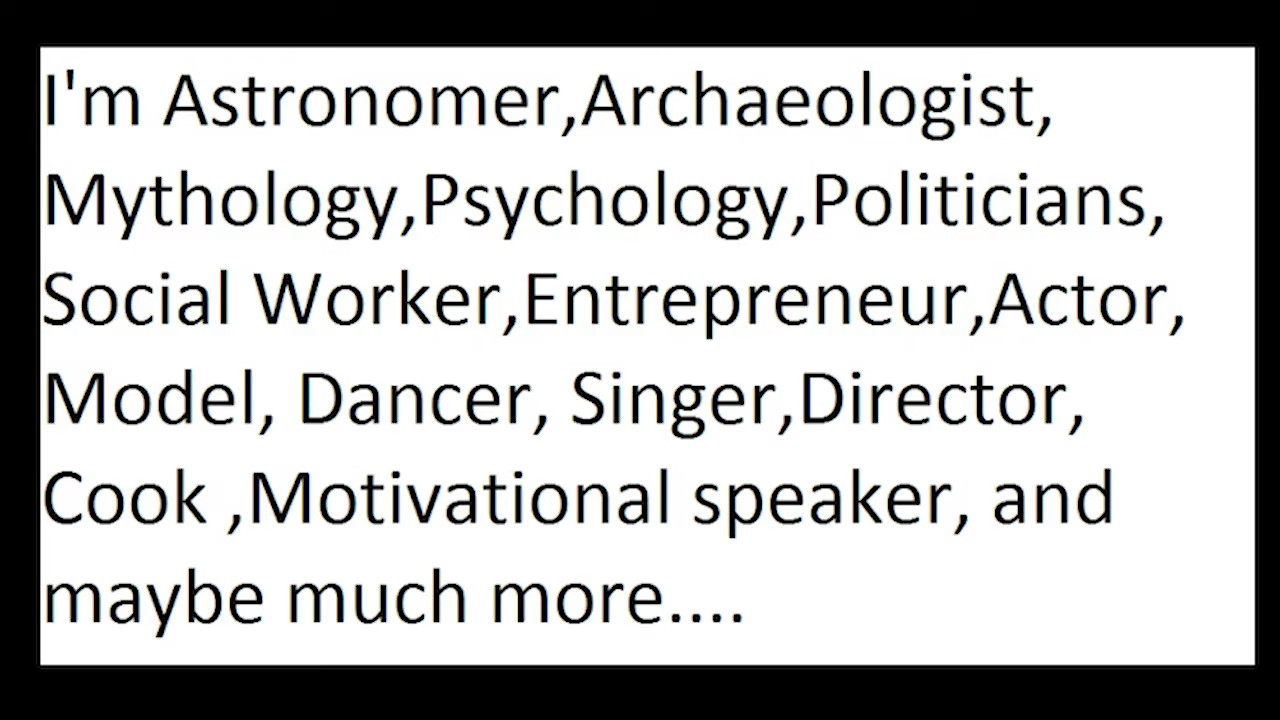 I'm Astronomer,Archaeologist,
Mythology,Psychology,Politicians,
Social Worker,Entrepreneur,Actor,
Model, Dancer, Singer,Director,
Cook ,Motivational speaker, and
maybe much more....